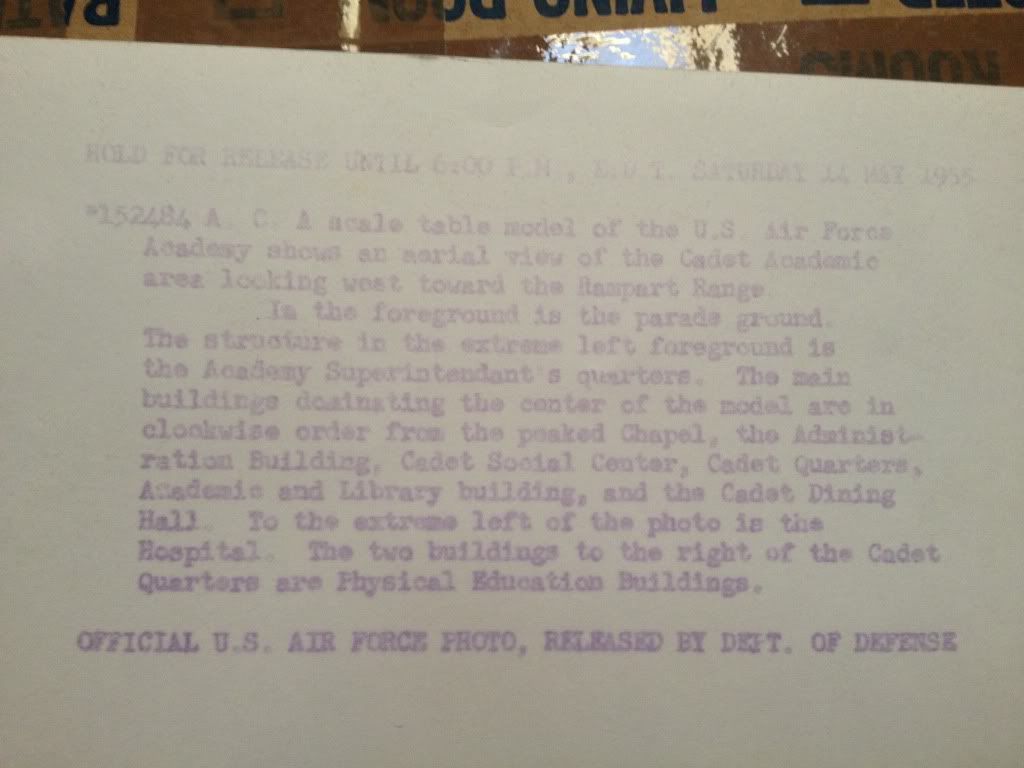 HOLD FOR RELEASE UNTIL 6:00 P.M., E.D.T. SATURDAY 14 MAY 1955
*152484 A. C. A scale table model of the U.S. Air Force
Academy shows an aerial view of the Cadet Academic
area looking west toward the Rampart Range.
In the foreground is the parade ground.
The structure in the extreme left foreground is
the Academy Superintendant's quarters. The main
buildings dominating the center of the model are in
clockwise order from the peaked Chapel, the Administ-
ration Building, Cadet Social Center, Cadet Quarters,
Academic and Library building, and the Cadet Dining
Hall. To the extreme left of the photo is the
Hospital. The two buildings to the right of the Cadet
Quarters are Physical Education Buildings.
OFFICIAL U.S. AIR FORCE PHOTO, RELEASED BY DEPT. OF DEFENSE